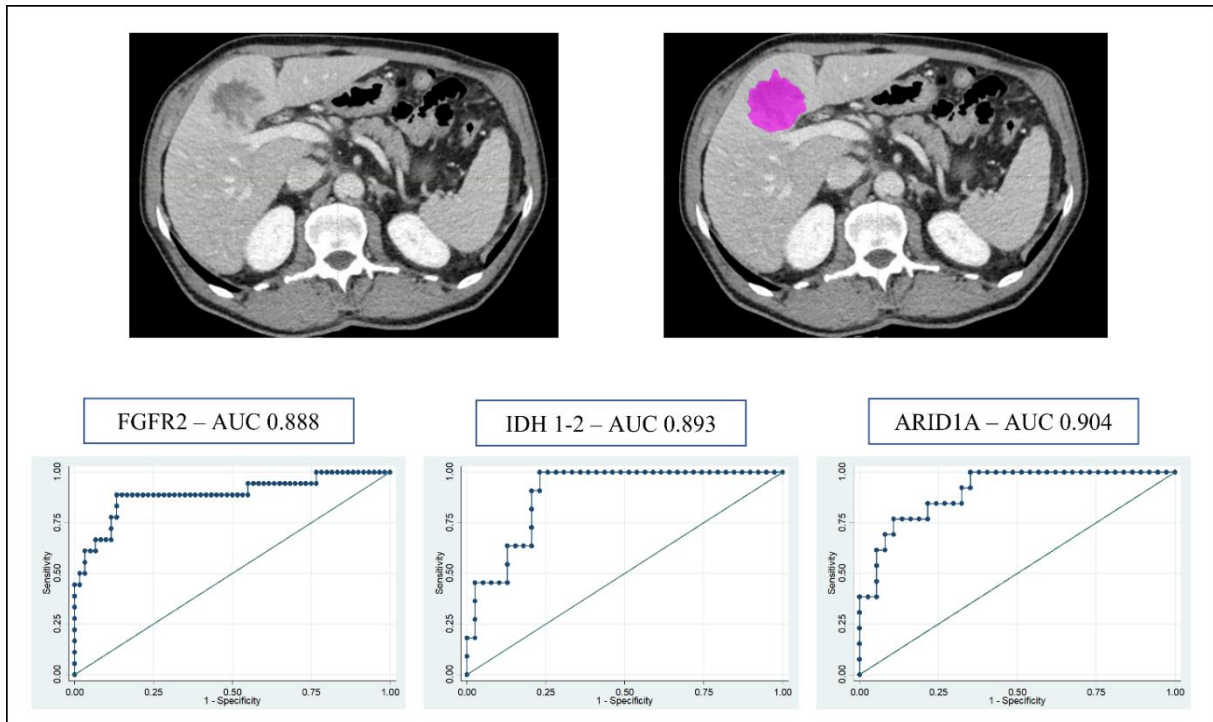 FGFR2 – AUC 0.888
IDH 1-2 – AUC 0.893
ARID1A – AUC 0.904
Sensitivity
1.00
0.75
0.50
0.25
0.00
0.00 0.25 0.50 0.75 1.00
1 - Specificity
Sensitivity
1.00
0.75
0.50
0.25
0.00
0.00 0.25 0.50 0.75 1.00
1 - Specificity
Sensitivity
1.00
0.75
0.50
0.25
0.00
0.00 0.25 0.50 0.75 1.00
1 - Specificity